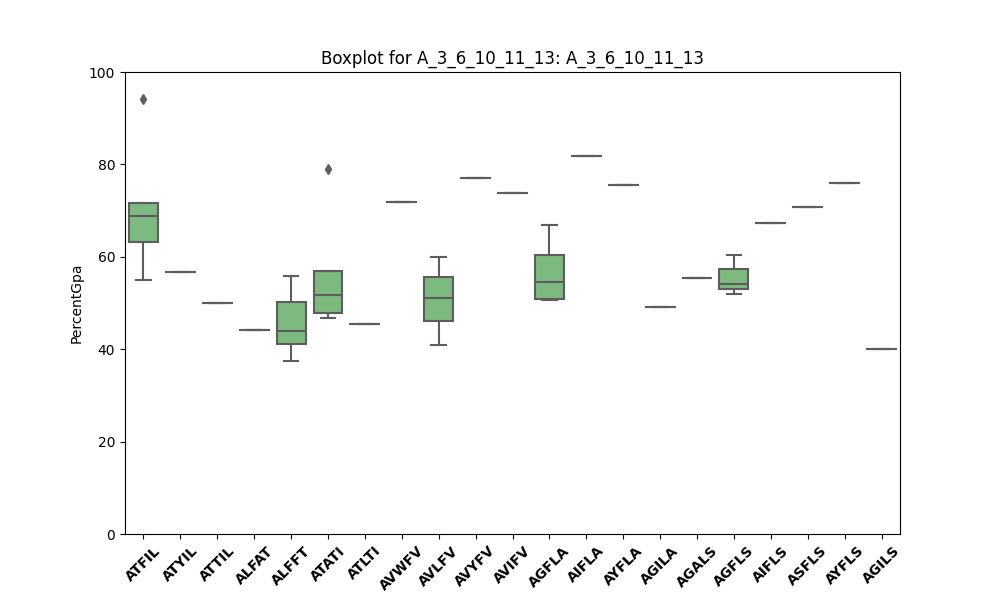 Boxplot for A_3_6_10_11_13: A_3_6_10_11_13
PercentGpa
100
80
60
40
20
0
ATFIL
ATYIL
ATTIL
ALFAT
ALFFT
ATATI
ATLTI
AVWFV
AVLFV
AVYFV
AVIFV
AGFLA
AIFLA
AYFLA
AGILA
AGALS
AGFLS
AIFLS
ASFLS
AYFLS
AGILS